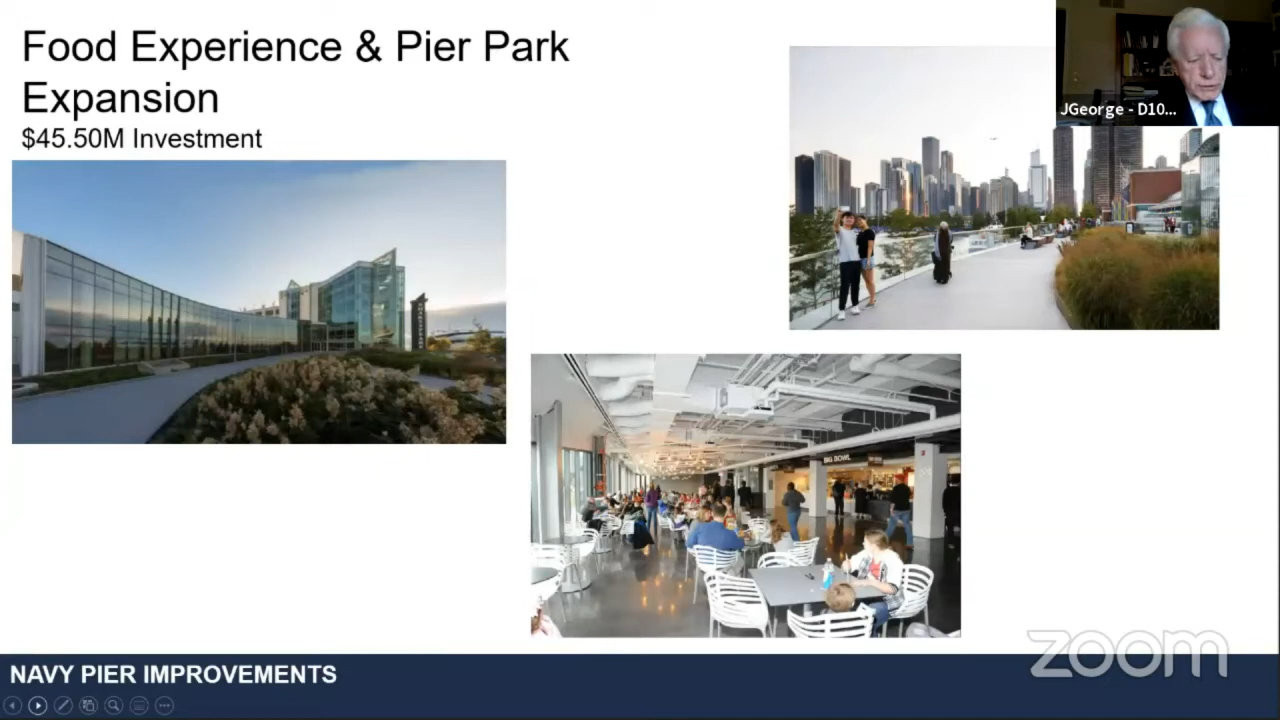 Food Experience & Pier Park
Expansion
$45.50M Investment
JGeorge - D10...
BIG BOWL
NAVY PIER IMPROVEMENTS
zoom